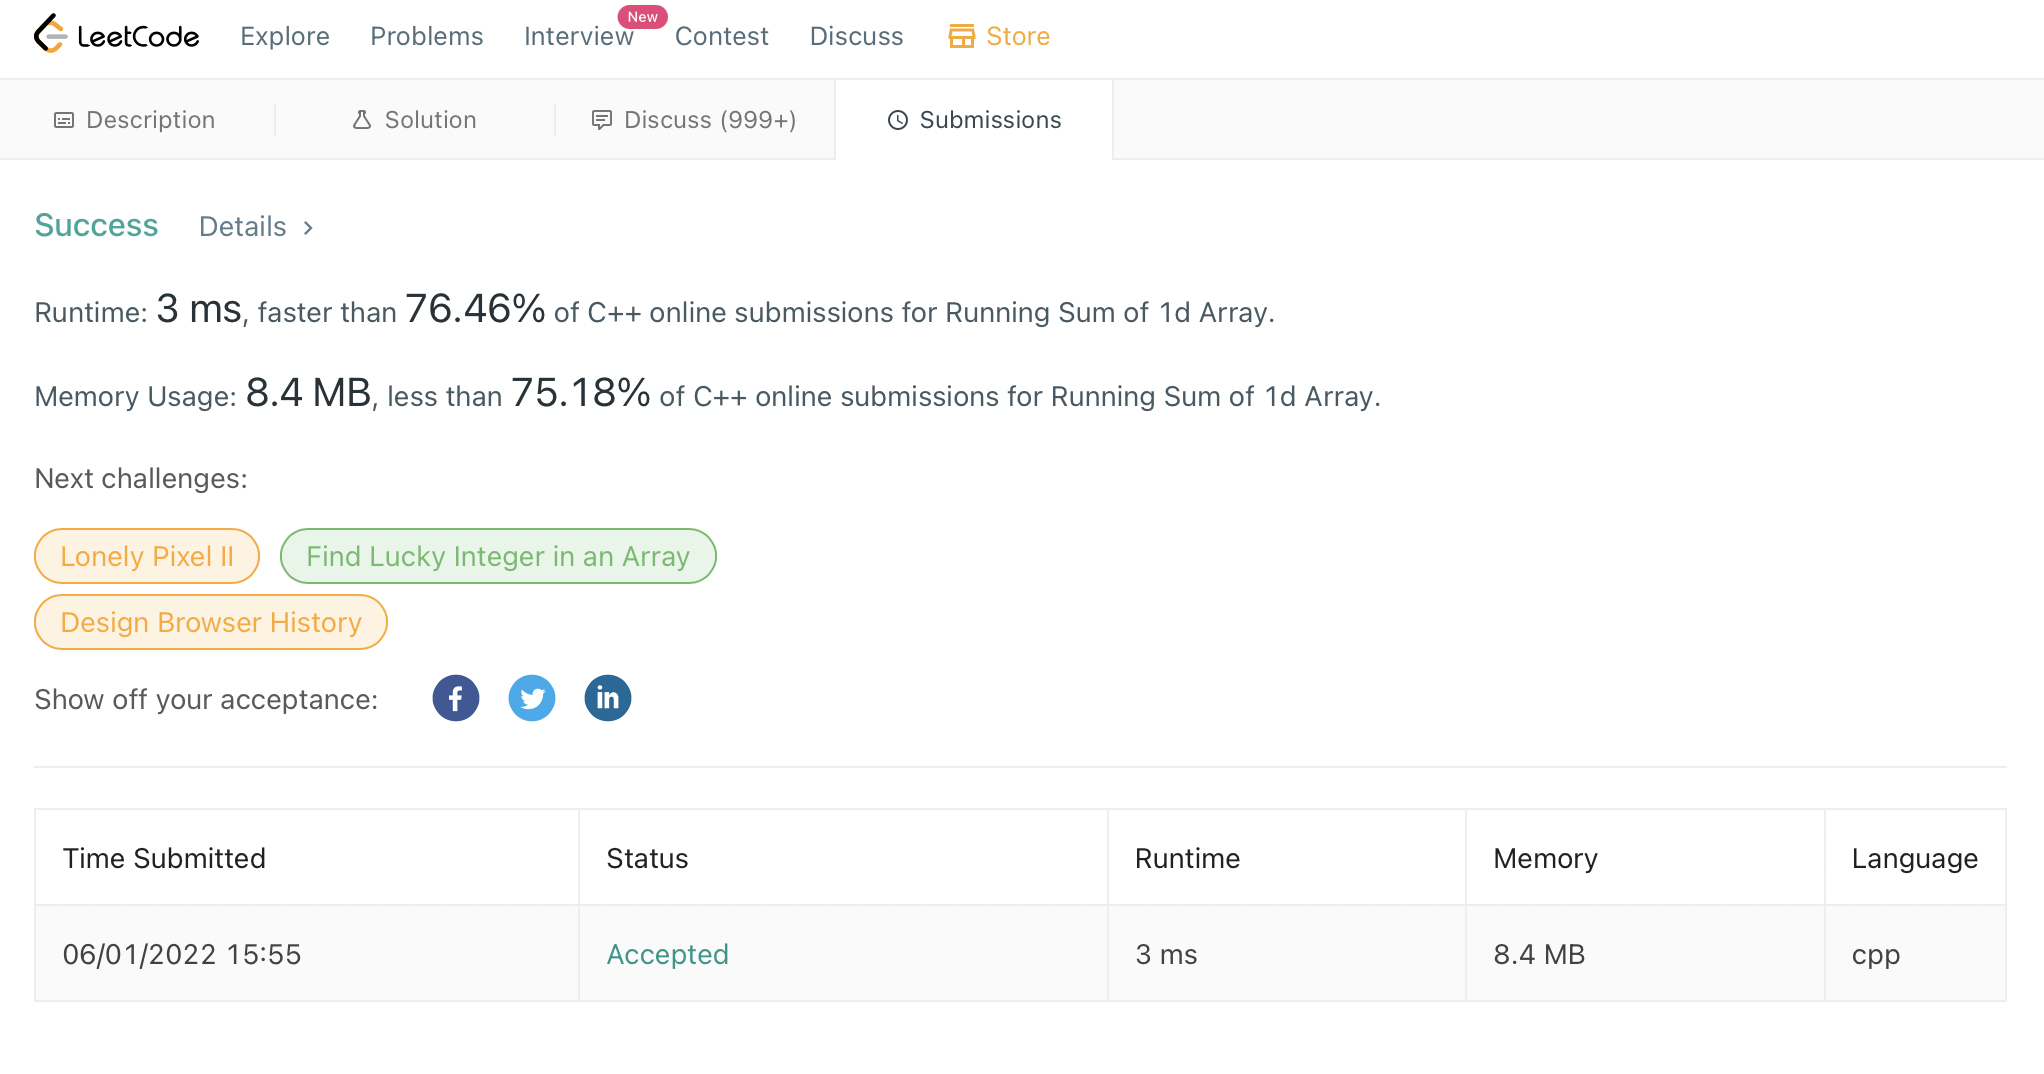 LeetCode Explore Problems Interview New Contest Discuss Store
Description Solution Discuss (999+) Submissions
Success Details
Runtime: 3 ms, faster than 76.46% of C++ online submissions for Running Sum of 1d Array.
Memory Usage: 8.4 MB, less than 75.18% of C++ online submissions for Running Sum of 1d Array.
Next challenges:
Lonely Pixel II Find Lucky Integer in an Array
Design Browser History
Show off your acceptance:
Time Submitted Status Runtime Memory Language
06/01/2022 15:55 Accepted 3 ms 8.4 MB cpp